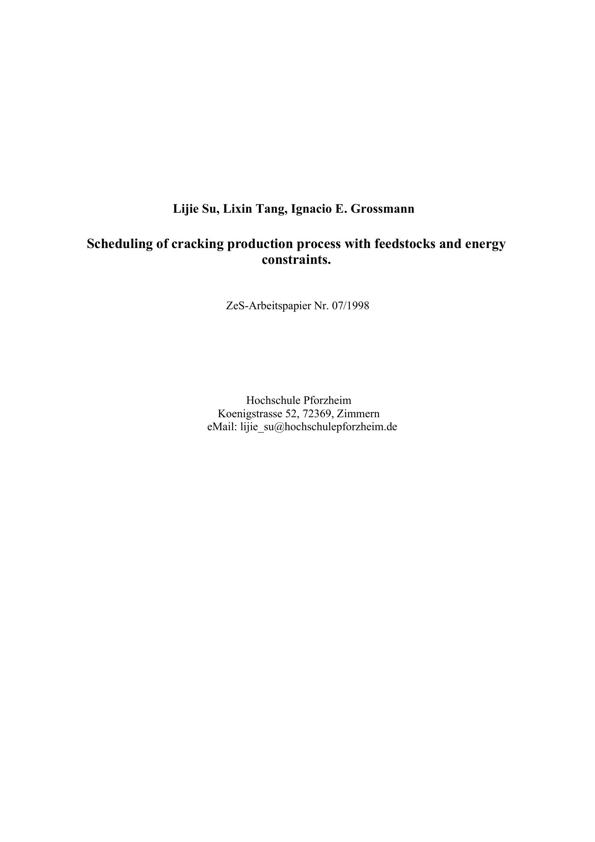 Lijie Su, Lixin Tang, Ignacio E. Grossmann
Scheduling of cracking production process with feedstocks and energy
constraints.
ZeS-Arbeitspapier Nr. 07/1998
Hochschule Pforzheim
Koenigstrasse 52, 72369, Zimmern
eMail: lijie_su@hochschulepforzheim.de